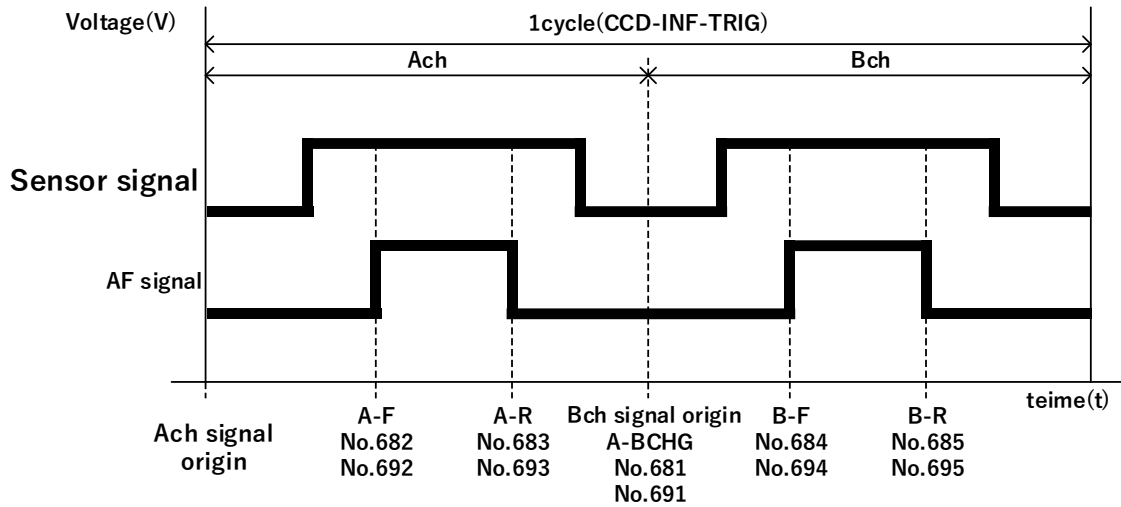 Voltage(V)
1cycle(CCD-INF-TRIG)
Ach
Bch
Sensor signal
AF signal
teime(t)
Ach signal
origin
A-F
No.682
No.692
A-R
No.683
No.693
Bch signal origin
A-BCHG
No.681
No.691
B-F
No.684
No.694
B-R
No.685
No.695